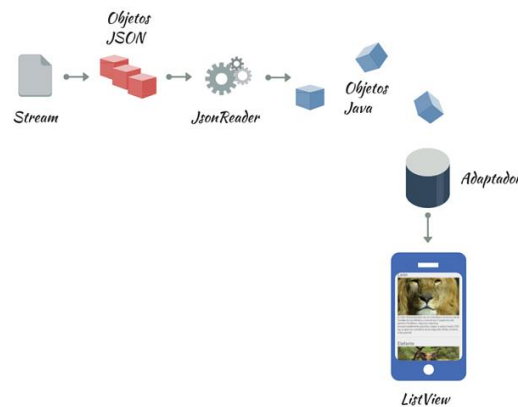 Objetos
JSON
Stream
JsonReader
Objetos
Java
Adaptador
ListView